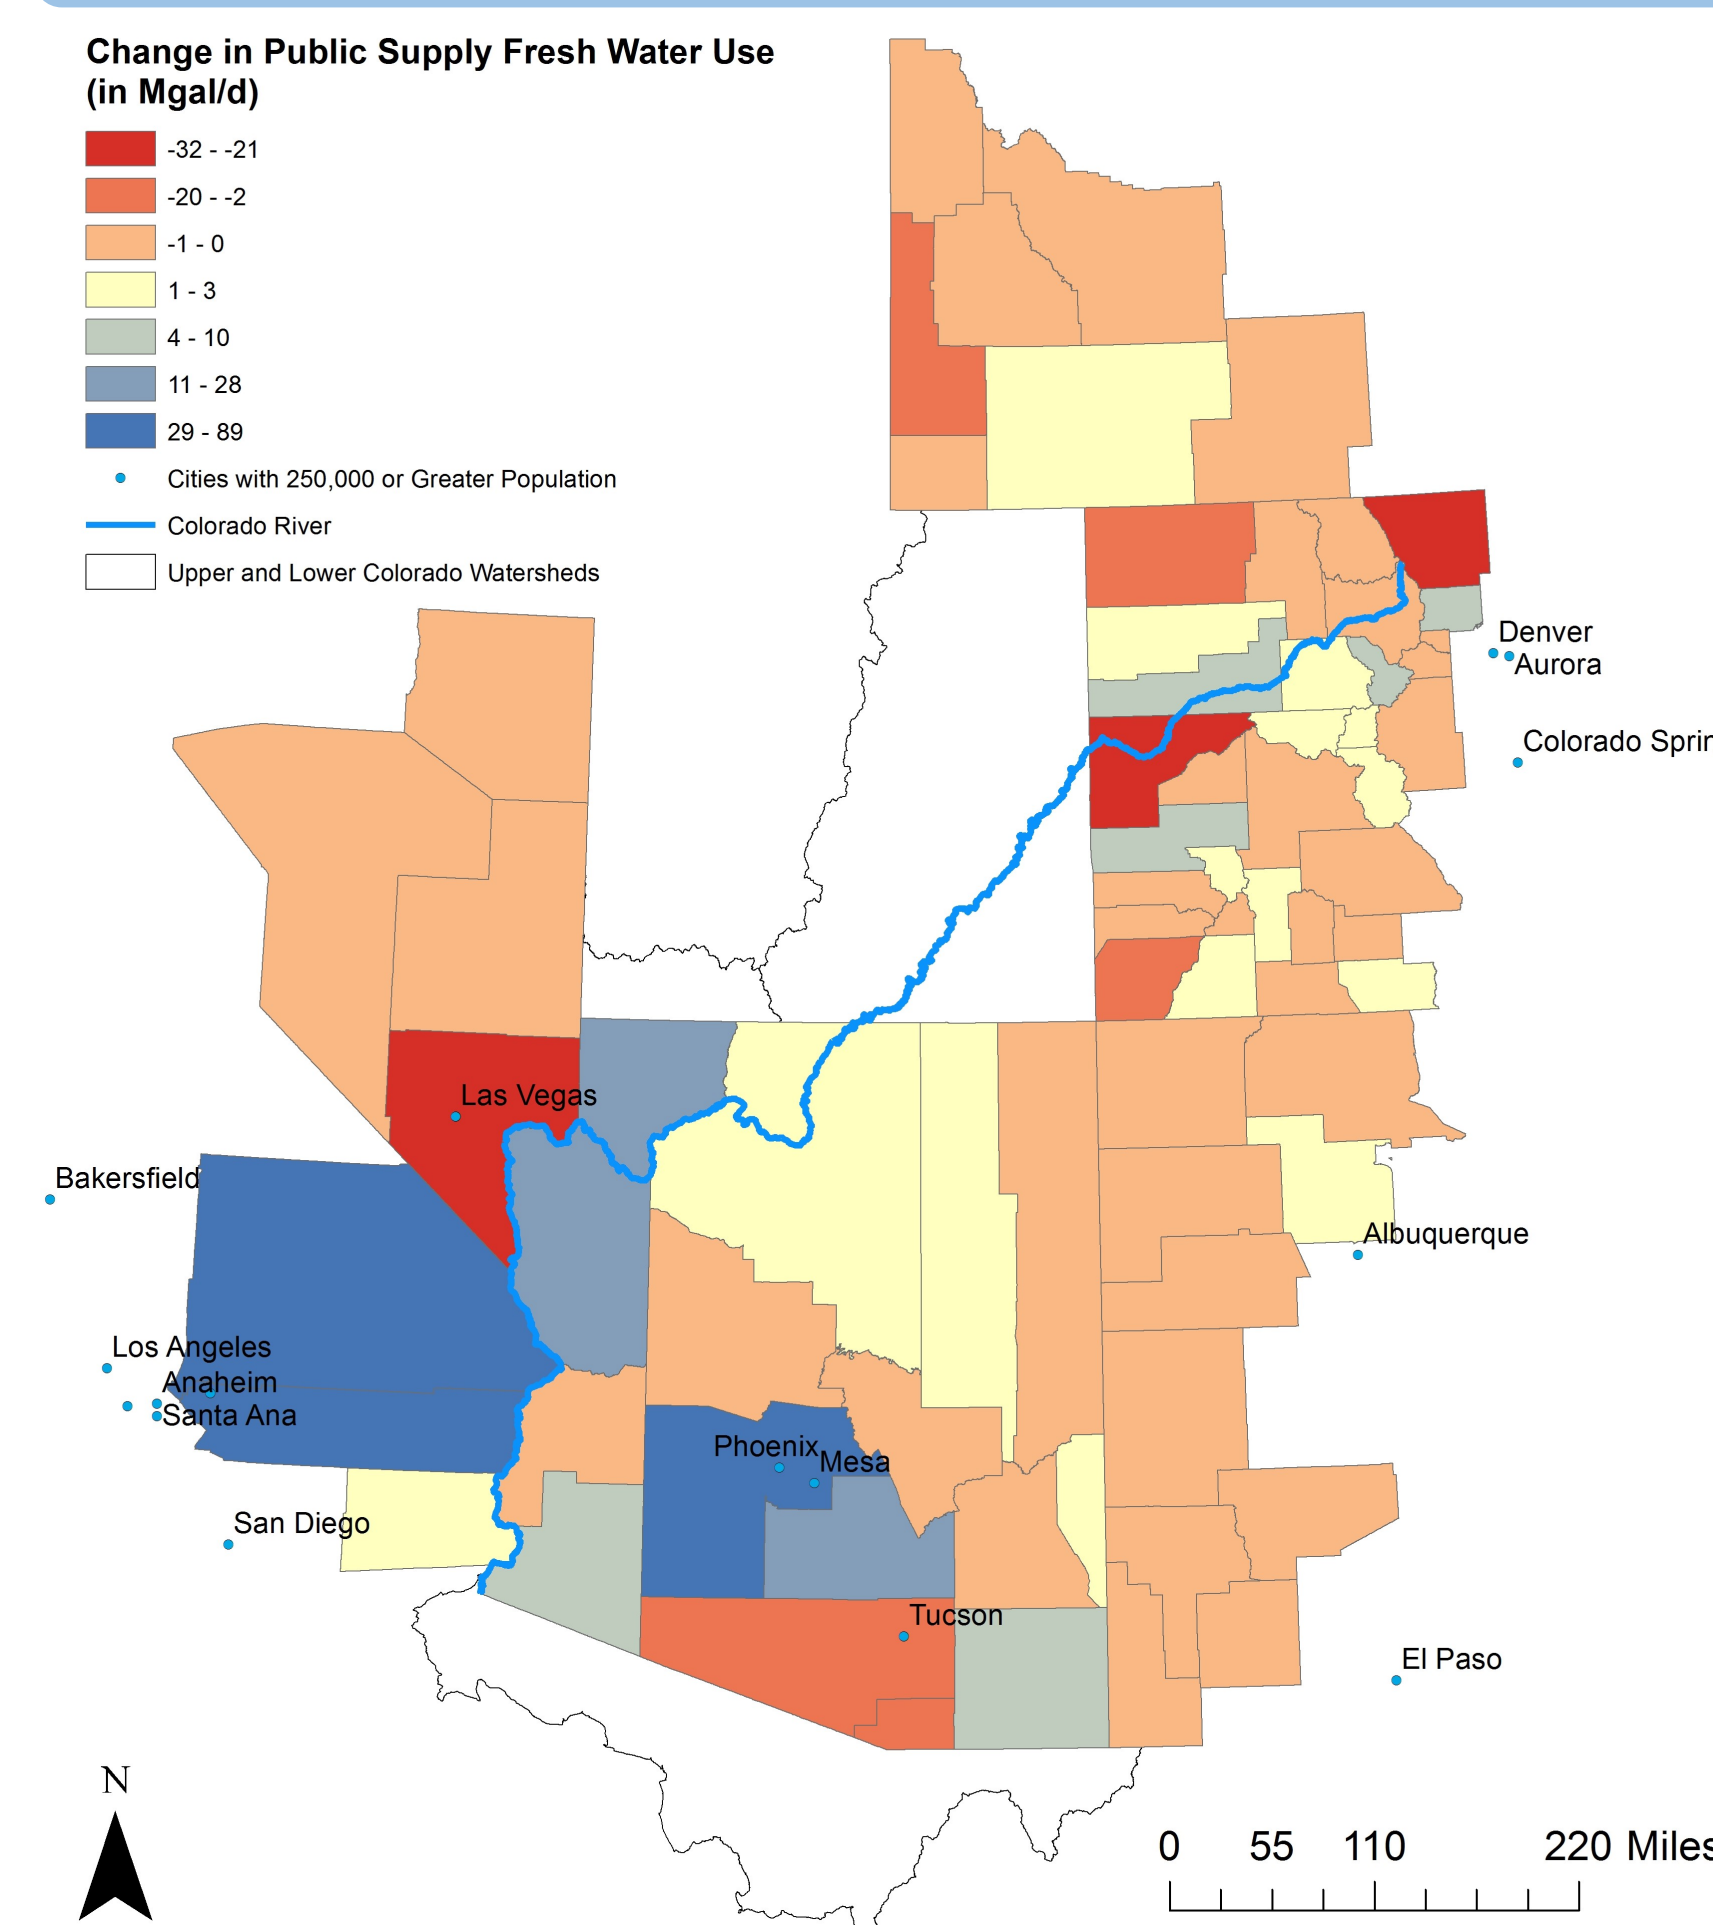 Change in Public Supply Fresh Water Use
(in Mgal/d)
-32 - -21
-20 - -2
-1 - 0
1 - 3
4 - 10
11 - 28
29 - 89
Cities with 250,000 or Greater Population
Colorado River
Upper and Lower Colorado Watersheds
Denver
Aurora
Colorado Sprin
Las Vegas
Bakersfield
Albuquerque
Los Angeles
Anaheim
Santa Ana
Phoenix
Mesa
San Diego
Tucson
El Paso
N
0 55 110 220 Miles